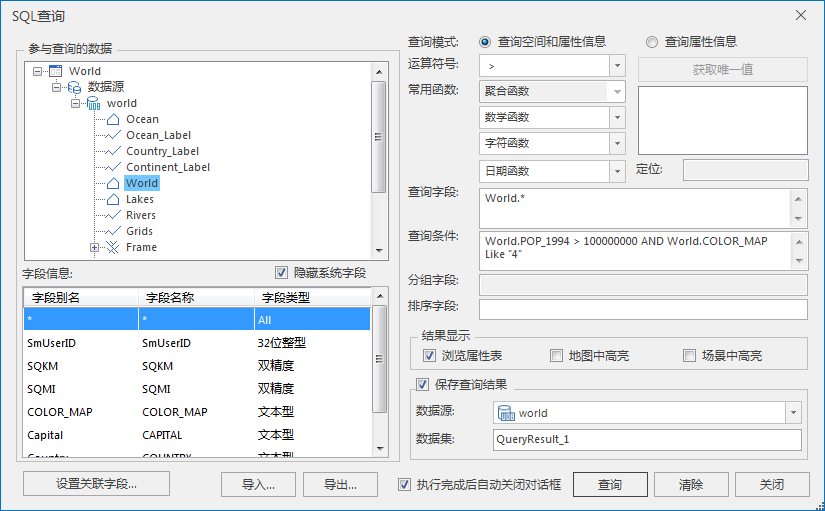 SQL查询
参与查询的数据
World
数据源
world
Ocean
Ocean_Label
Country_Label
Continent_Label
World
Lakes
Rivers
Grids
Frame
字段信息:
隐藏系统字段
字段别名 字段名称 字段类型
* * All
SmUserID SmUserID 32位整型
SQKM SQKM 双精度
SQMI SQMI 双精度
COLOR_MAP COLOR_MAP 文本型
Capital CAPITAL 文本型
Country COUNTRY 文本型
查询模式: 查询空间和属性信息 查询属性信息
运算符号: > 获取唯一值
常用函数: 聚合函数
数学函数
字符函数
日期函数 定位:
查询字段: World.*
查询条件: World.POP_1994 > 100000000 AND World.COLOR_MAP
Like "4"
分组字段:
排序字段:
结果显示
浏览属性表 地图中高亮 场景中高亮
保存查询结果
数据源: world
数据集: QueryResult_1
设置关联字段... 导入... 导出... 执行完成后自动关闭对话框 查询 清除 关闭